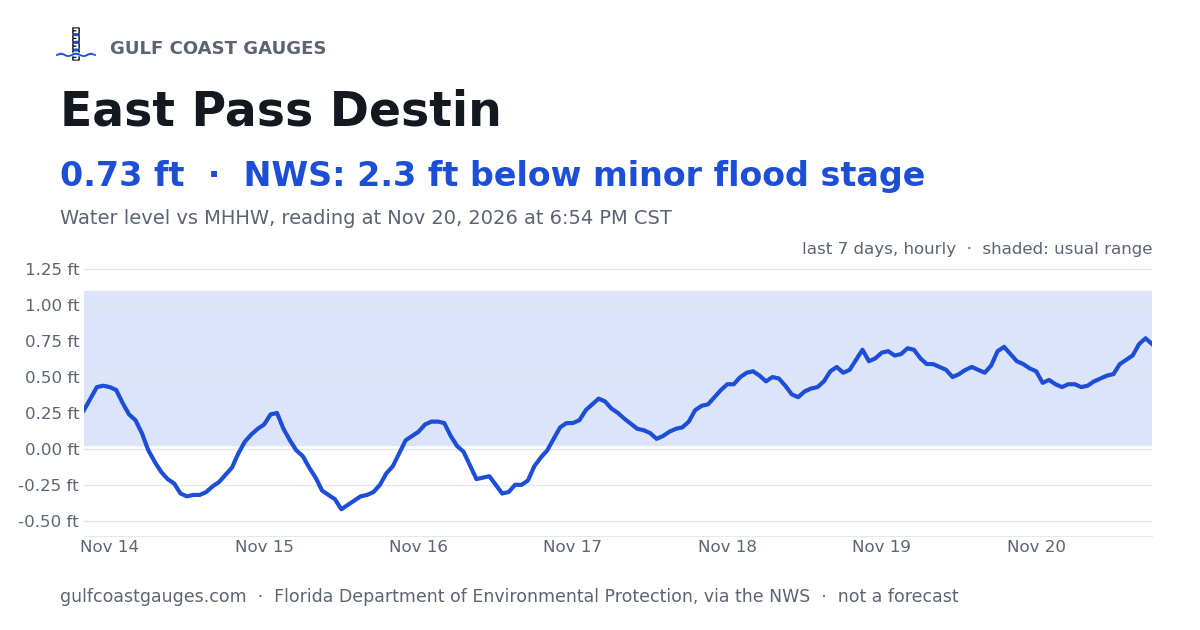 GULF COAST GAUGES
East Pass Destin
0.73 ft · NWS: 2.3 ft below minor flood stage
Water level vs MHHW, reading at Nov 20, 2026 at 6:54 PM CST
last 7 days, hourly · shaded: usual range
1.25 ft
1.00 ft
0.75 ft
0.50 ft
0.25 ft
0.00 ft
-0.25 ft
-0.50 ft
Nov 14 Nov 15 Nov 16 Nov 17 Nov 18 Nov 19 Nov 20
gulfcoastgauges.com · Florida Department of Environmental Protection, via the NWS · not a forecast